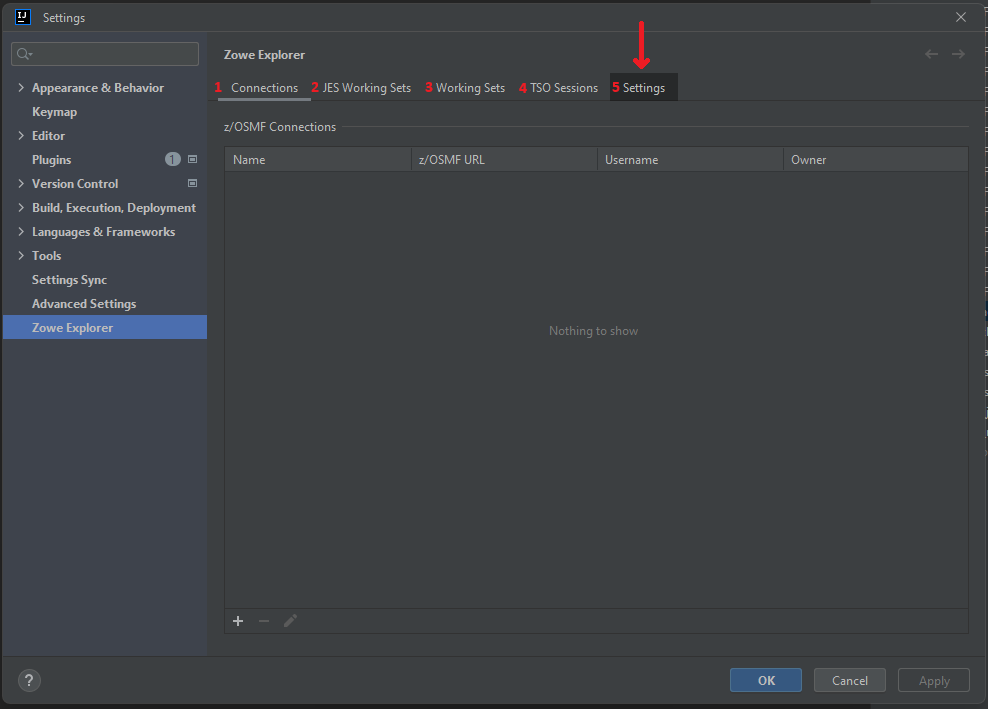 IJ
Settings
Zowe Explorer
1 Connections 2 JES Working Sets 3 Working Sets 4 TSO Sessions 5 Settings
Appearance & Behavior
Keymap
Editor
Plugins 1
Version Control
Build, Execution, Deployment
Languages & Frameworks
Tools
Settings Sync
Advanced Settings
Zowe Explorer
z/OSMF Connections
Name z/OSMF URL Username Owner
Nothing to show
? OK Cancel Apply